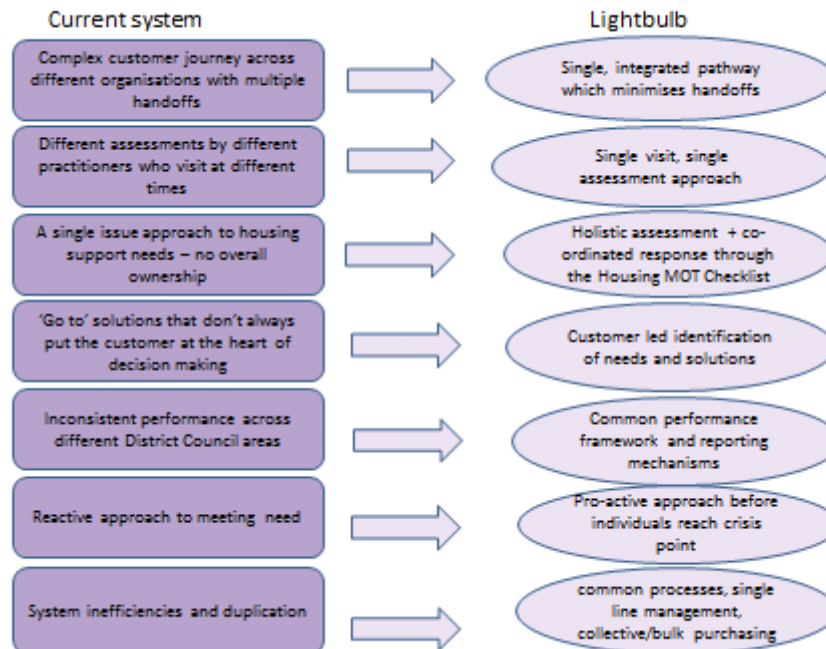 Current system
Lightbulb
Complex customer journey across
different organisations with multiple
handoffs
Single, integrated pathway
which minimises handoffs
Different assessments by different
practitioners who visit at different
times
Single visit, single
assessment approach
A single issue approach to housing
support needs – no overall
ownership
Holistic assessment + co-
ordinated response through
the Housing MOT Checklist
'Go to' solutions that don't always
put the customer at the heart of
decision making
Customer led identification
of needs and solutions
Inconsistent performance across
different District Council areas
Common performance
framework and reporting
mechanisms
Reactive approach to meeting need
Pro-active approach before
individuals reach crisis
point
System inefficiencies and duplication
common processes, single
line management,
collective/bulk purchasing